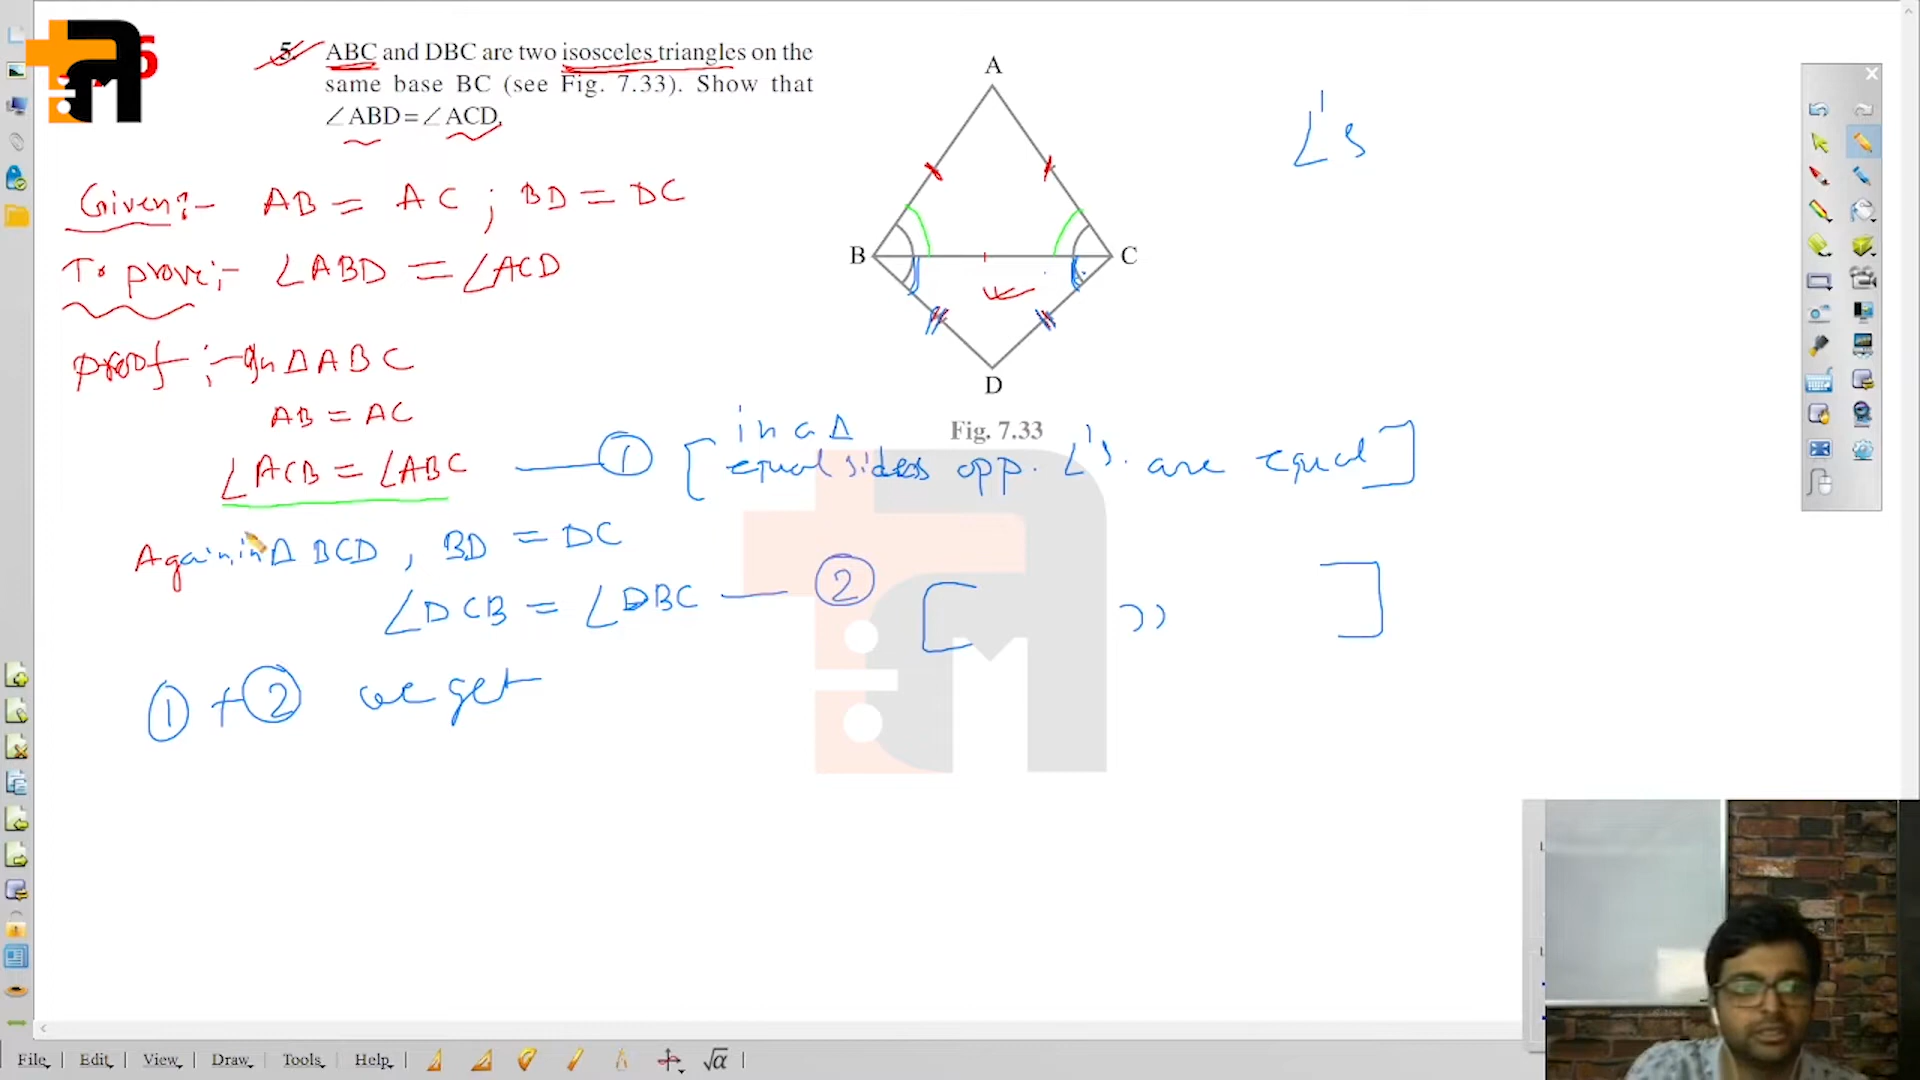 5. ABC and DBC are two isosceles triangles on the
same base BC (see Fig. 7.33). Show that
∠ABD = ∠ACD.
A
B
C
D
Fig. 7.33
∠'s
Given:- AB = AC ; BD = DC
To prove:- ∠ABD = ∠ACD
Proof :- In Δ ABC
AB = AC
∠ACB = ∠ABC — ① [in a Δ equal sides opp. ∠'s. are equal]
Again in Δ BCD , BD = DC
∠DCB = ∠DBC — ② [ " ]
① + ② we get
File Edit View Draw Tools Help √α